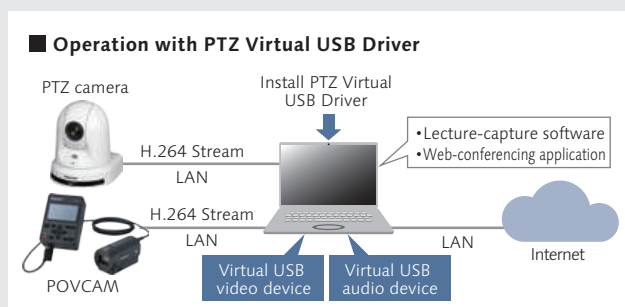 ■ Operation with PTZ Virtual USB Driver
PTZ camera
Install PTZ Virtual
USB Driver
H.264 Stream
LAN
•Lecture-capture software
•Web-conferencing application
H.264 Stream
LAN
LAN
Internet
POVCAM
Virtual USB
video device
Virtual USB
audio device